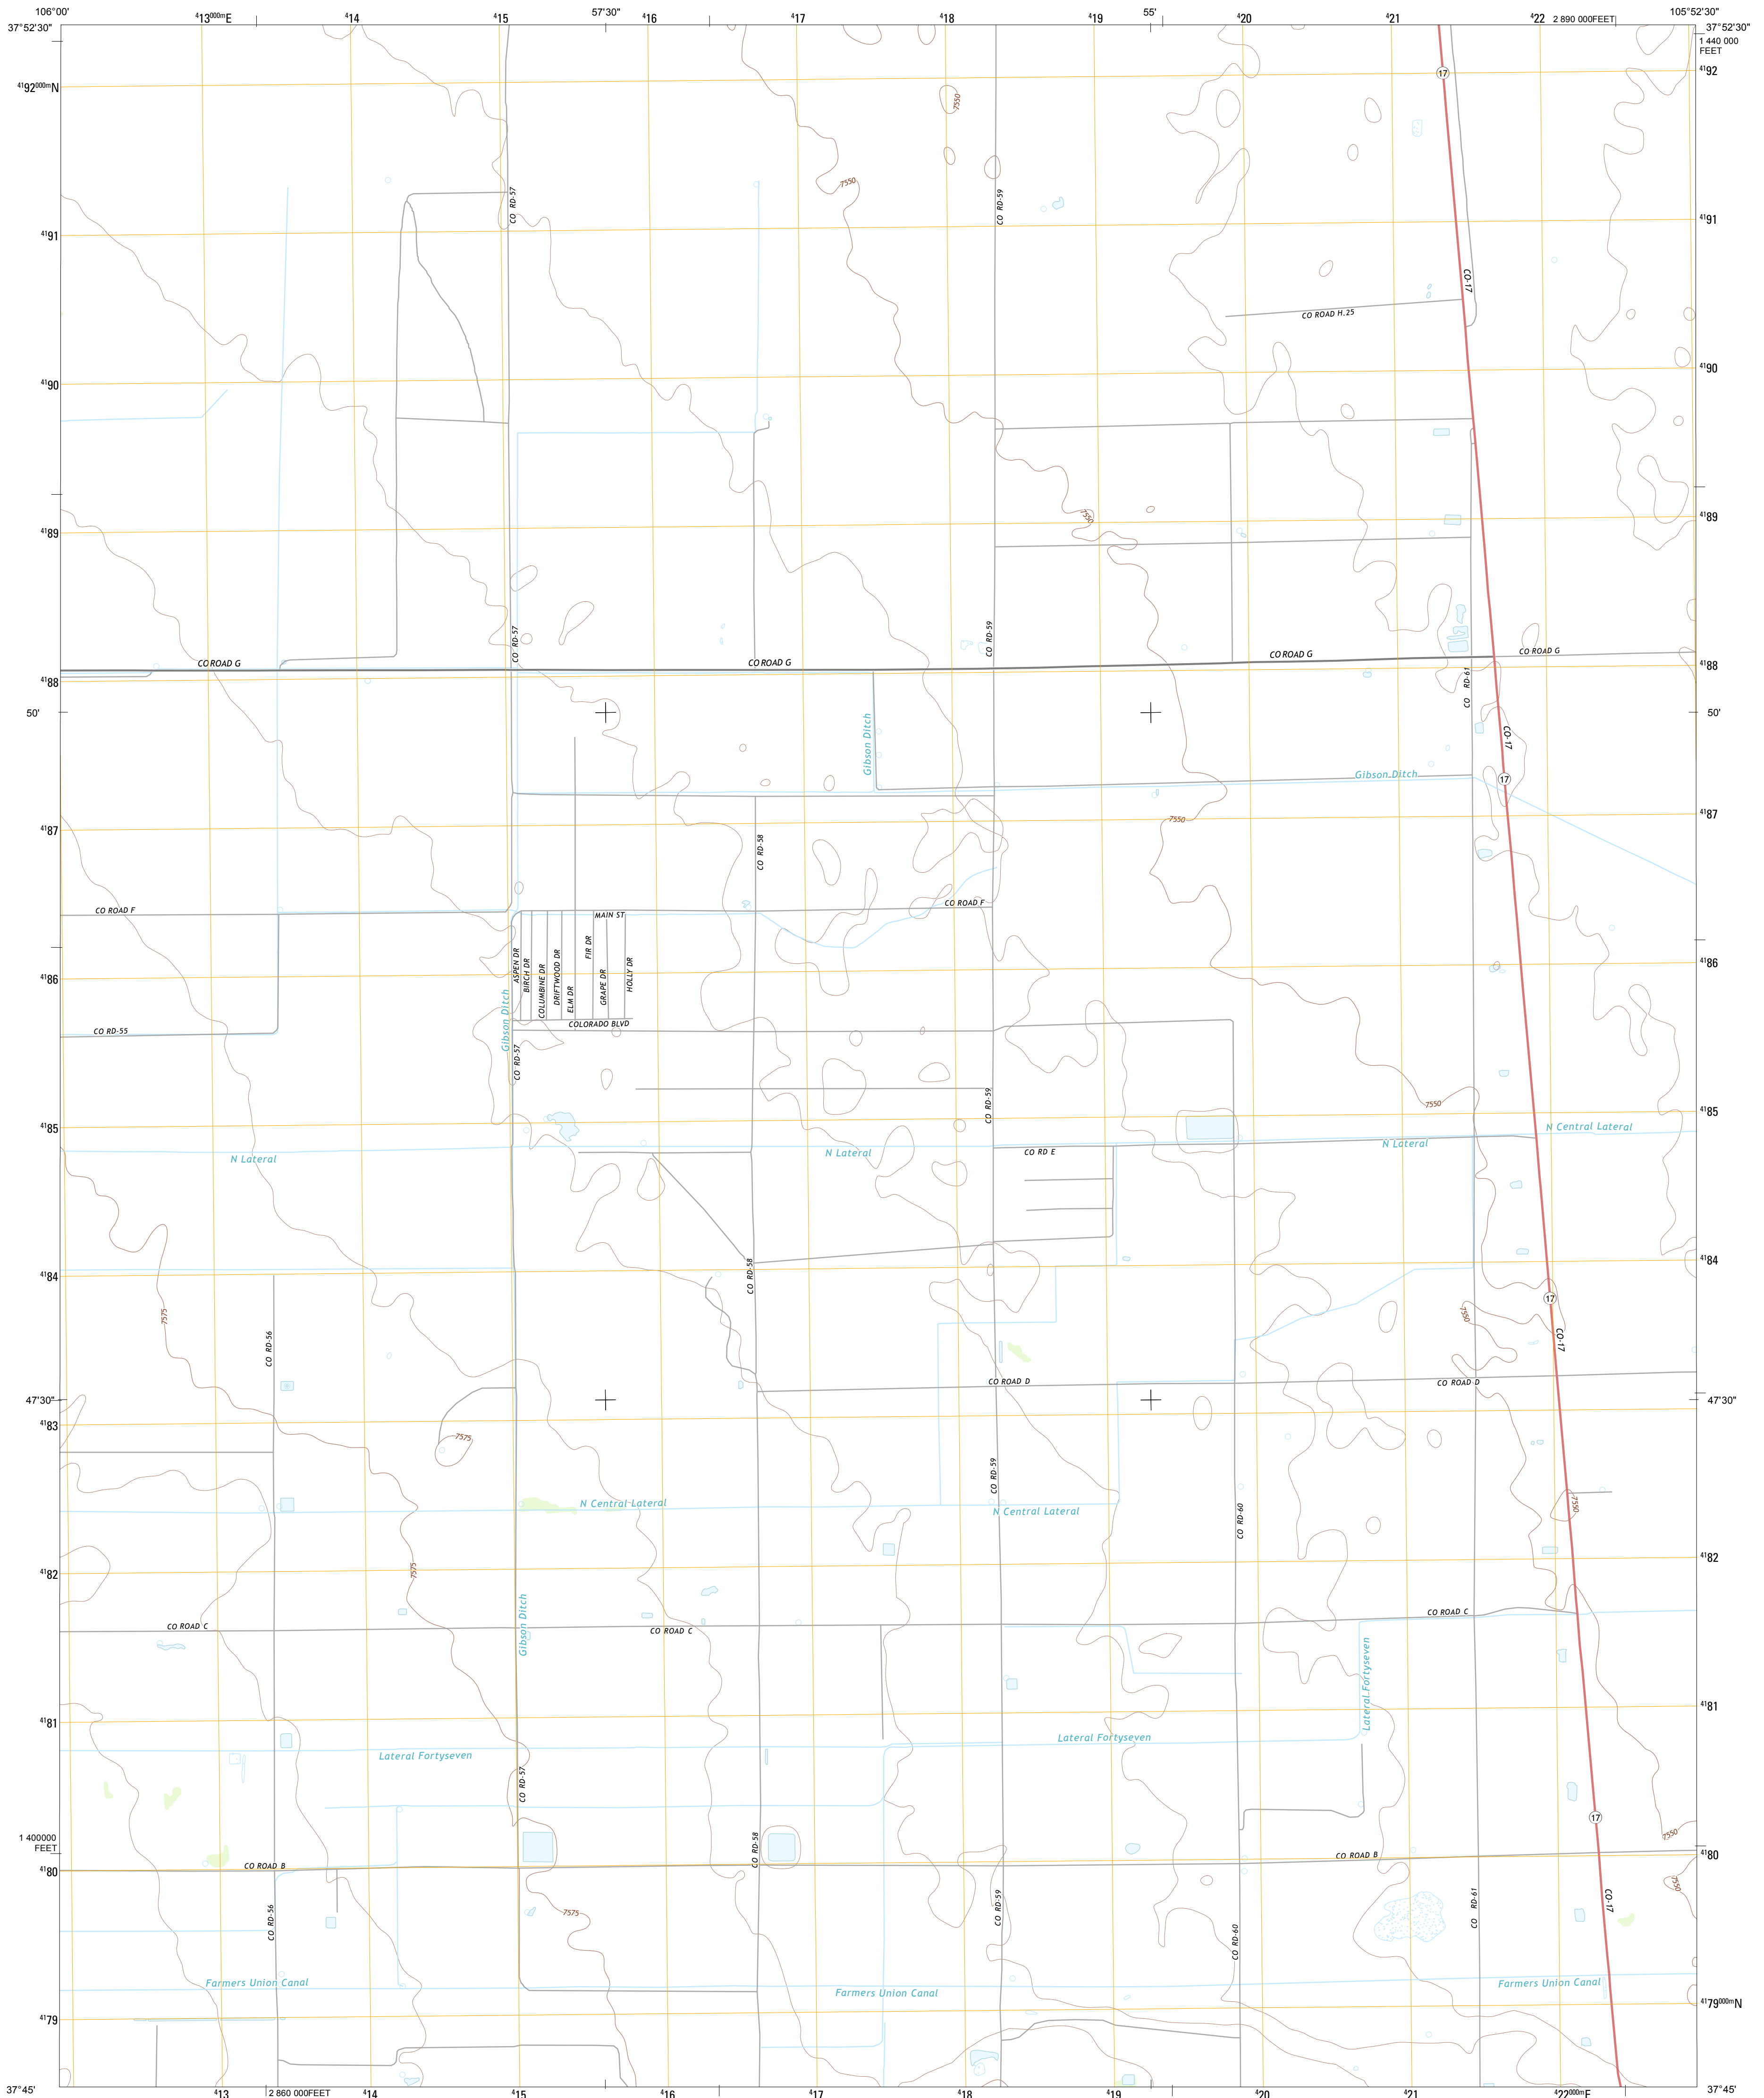 106°00' 413000mE 414 415 57'30" 416 417 418 419 55' 420 421 422 2 890 000FEET 105°52'30"
37°52'30" 37°52'30"
1 440 000
FEET
17
4192000mN 7550 4192
7550
CO RD-57 CO RD-59
4191 4191
CO-17
CO ROAD H.25
4190 4190
4189 7550 4189
CO RD-57 CO RD-59
CO ROAD G CO ROAD G CO ROAD G CO ROAD G
4188 CO RD-61 4188
50' 50'
Gibson Ditch CO-17
Gibson Ditch
17
4187 7550 4187
CO RD-58
CO ROAD F MAIN ST CO ROAD F
ASPEN DR
BIRCH DR
COLUMBINE DR
DRIFTWOOD DR
ELM DR
FIR DR
GRAPE DR
HOLLY DR
4186 4186
Gibson Ditch
CO RD-55 COLORADO BLVD
CO RD-57 CO RD-59
7550
4185 4185
N Central Lateral
N Lateral N Lateral CO RD E N Lateral
4184 CO RD-58 4184
7575 17
7550
CO RD-56 CO-17
CO ROAD D CO ROAD D
47'30" 47'30"
4183
7575
CO RD-59
N Central Lateral N Central Lateral 7550
CO RD-60
4182 7575 4182
CO ROAD C Gibson Ditch CO ROAD C CO ROAD C
Lateral Fortyseven
4181 4181
Lateral Fortyseven Lateral Fortyseven
CO RD-57
17
1 400000
FEET
7550
CO RD-58
CO ROAD B CO ROAD B
4180 4180
7550
CO RD-56 7575 CO RD-59 CO RD-60 CO RD-61 CO-17
Farmers Union Canal Farmers Union Canal Farmers Union Canal
4179 4179000mN
37°45' 413 2 860 000FEET 414 415 416 417 418 419 420 421 422000mE 37°45'